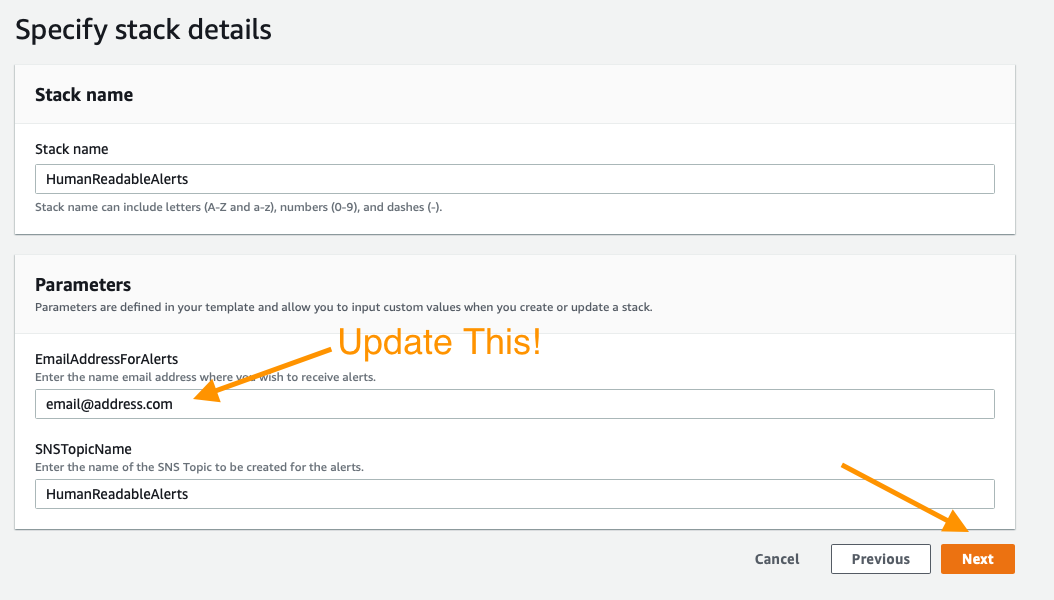 Specify stack details
Stack name
Stack name
HumanReadableAlerts
Stack name can include letters (A-Z and a-z), numbers (0-9), and dashes (-).
Parameters
Parameters are defined in your template and allow you to input custom values when you create or update a stack.
Update This!
EmailAddressForAlerts
Enter the name email address where you wish to receive alerts.
email@address.com
SNSTopicName
Enter the name of the SNS Topic to be created for the alerts.
HumanReadableAlerts
Cancel Previous Next